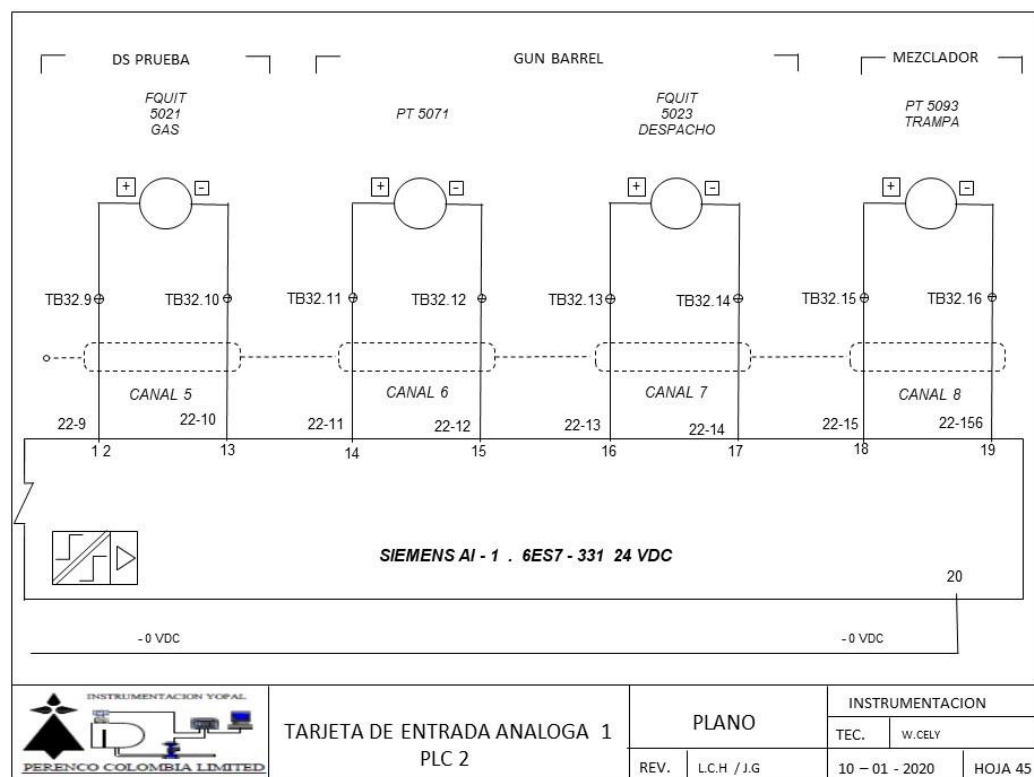 DS PRUEBA
GUN BARREL
MEZCLADOR
FQUIT
5021
GAS
PT 5071
FQUIT
5023
DESPACHO
PT 5093
TRAMPA
+ − + − + − + −
TB32.9 TB32.10 TB32.11 TB32.12 TB32.13 TB32.14 TB32.15 TB32.16
CANAL 5 CANAL 6 CANAL 7 CANAL 8
22-9 22-10 22-11 22-12 22-13 22-14 22-15 22-156
1 2 13 14 15 16 17 18 19
SIEMENS AI - 1 . 6ES7 - 331 24 VDC
20
- 0 VDC - 0 VDC
INSTRUMENTACION YOPAL
PERENCO COLOMBIA LIMITED
TARJETA DE ENTRADA ANALOGA 1
PLC 2
PLANO
REV. L.C.H / J.G
INSTRUMENTACION
TEC. W.CELY
10 – 01 - 2020 HOJA 45